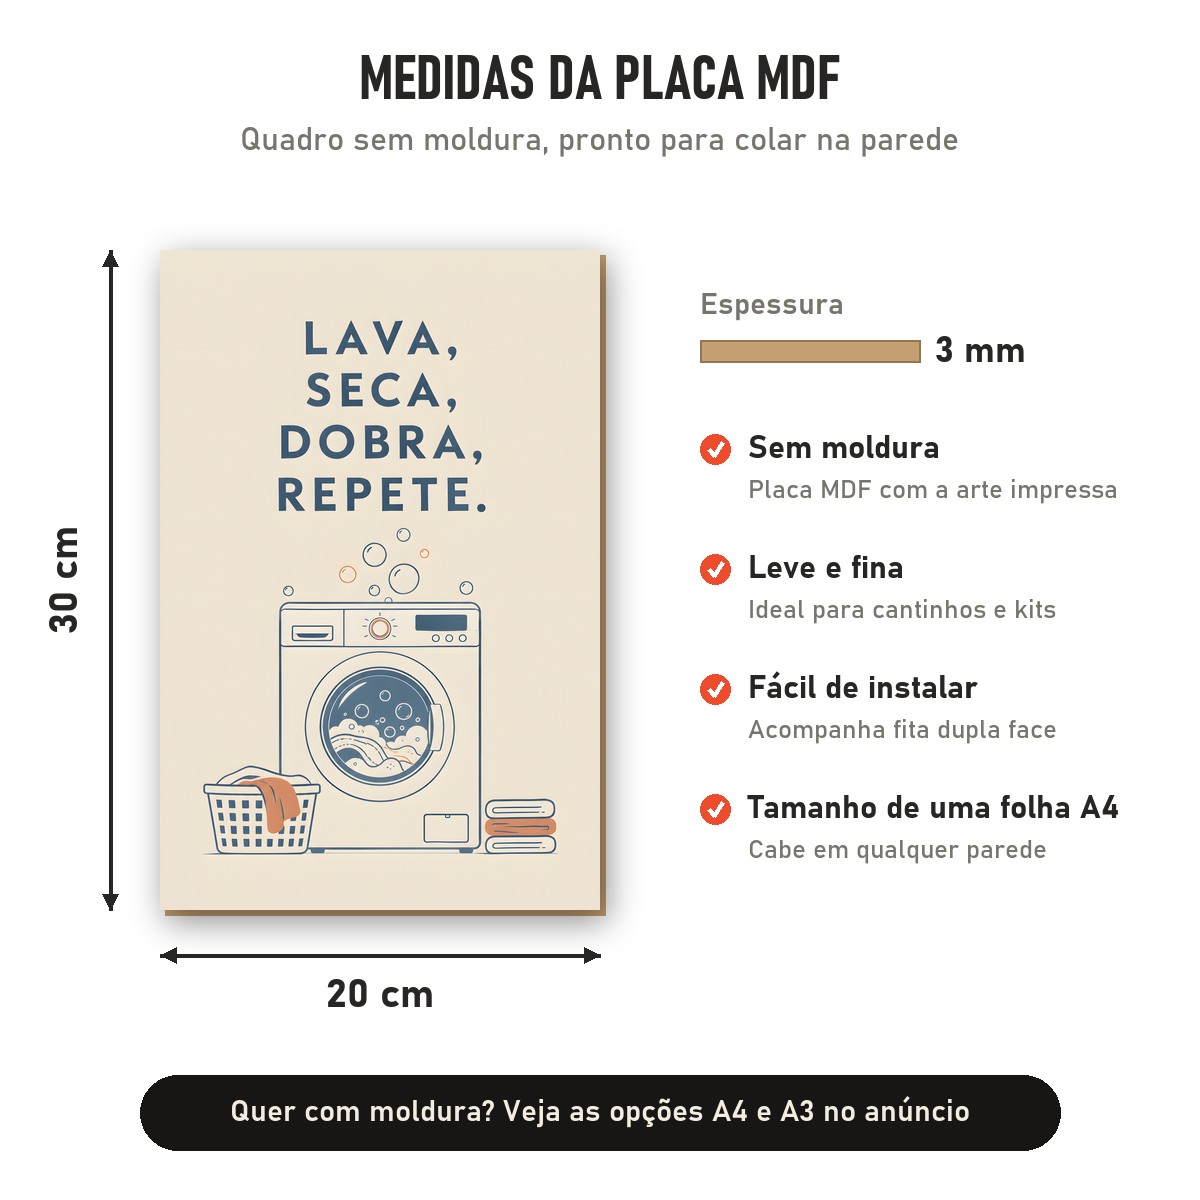 MEDIDAS DA PLACA MDF
Quadro sem moldura, pronto para colar na parede
LAVA,
SECA,
DOBRA,
REPETE.
30 cm
20 cm
Espessura
3 mm
Sem moldura
Placa MDF com a arte impressa
Leve e fina
Ideal para cantinhos e kits
Fácil de instalar
Acompanha fita dupla face
Tamanho de uma folha A4
Cabe em qualquer parede
Quer com moldura? Veja as opções A4 e A3 no anúncio